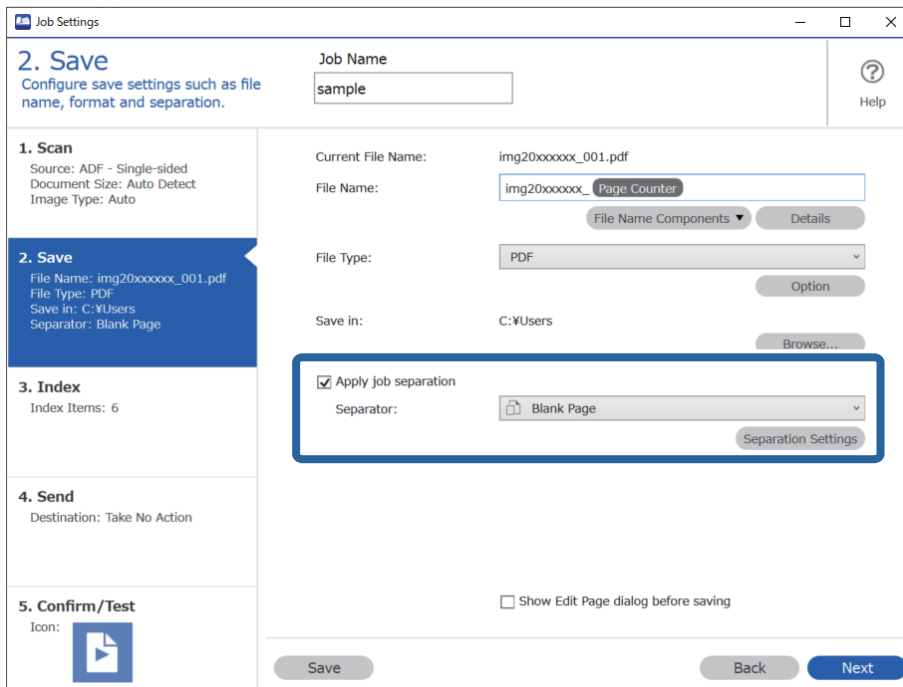 Job Settings
2. Save
Configure save settings such as file
name, format and separation.
Job Name
sample
Help
1. Scan
Source: ADF - Single-sided
Document Size: Auto Detect
Image Type: Auto
2. Save
File Name: img20xxxxxx_001.pdf
File Type: PDF
Save in: C:¥Users
Separator: Blank Page
3. Index
Index Items: 6
4. Send
Destination: Take No Action
5. Confirm/Test
Icon:
Current File Name: img20xxxxxx_001.pdf
File Name: img20xxxxxx_ Page Counter
File Name Components ▼ Details
File Type: PDF
Option
Save in: C:¥Users
Browse...
Apply job separation
Separator: Blank Page
Separation Settings
Show Edit Page dialog before saving
Save Back Next